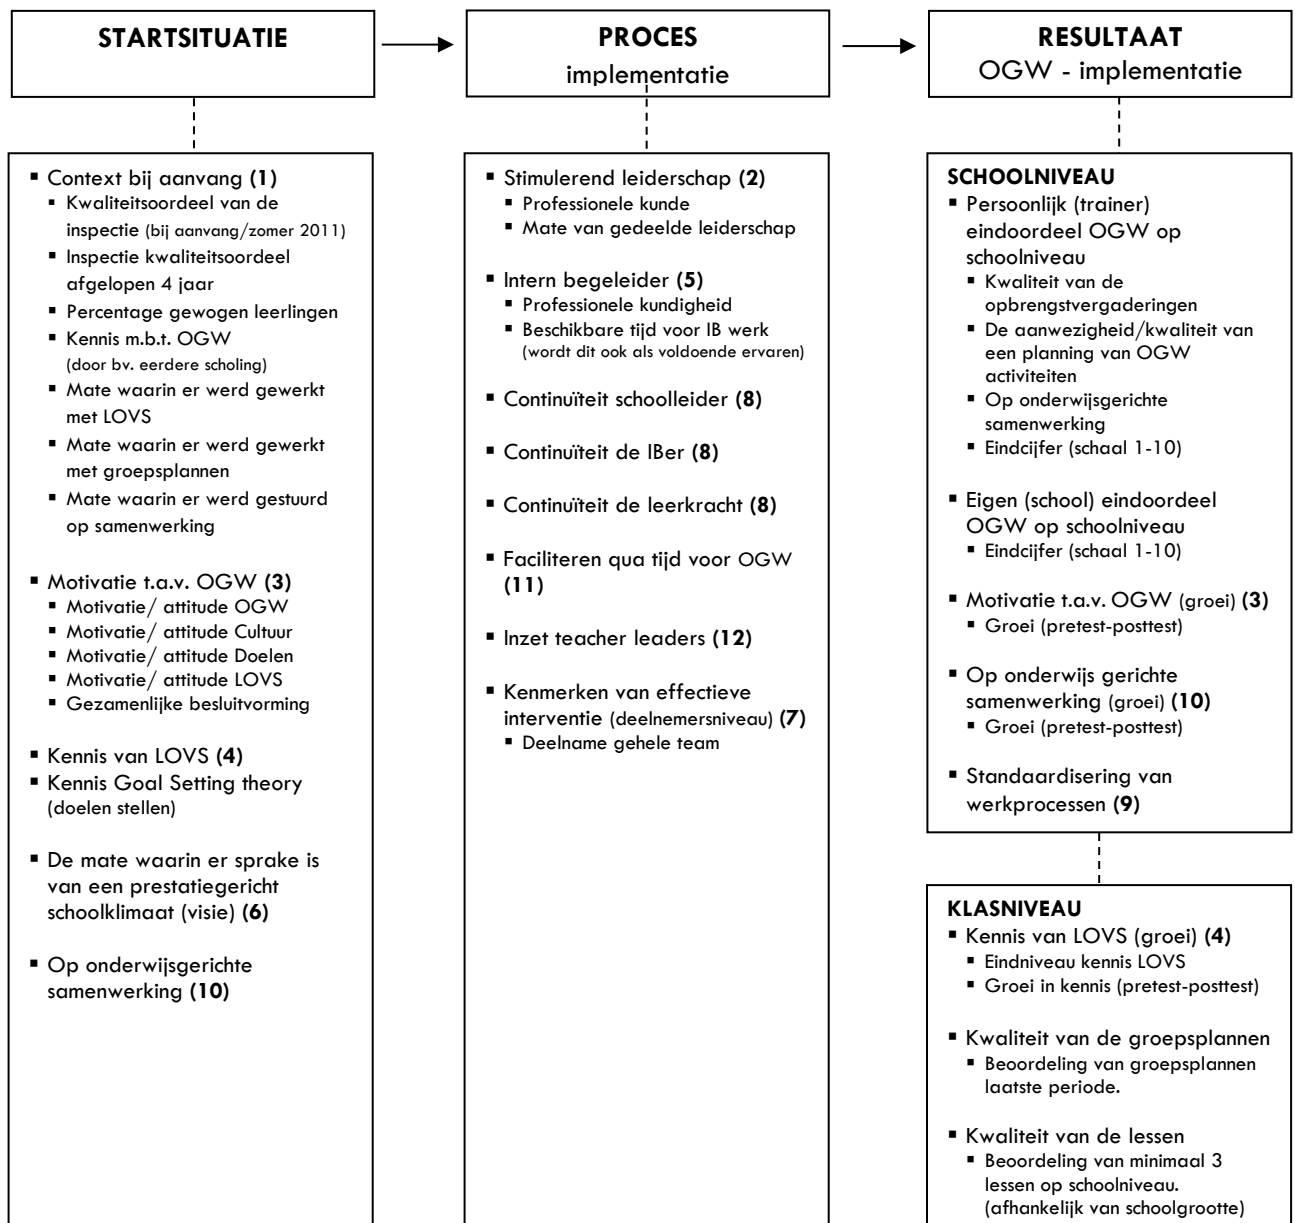 STARTSITUATIE
PROCES
implementatie
RESULTAAT
OGW - implementatie
▪ Context bij aanvang (1)
▪ Kwaliteitsoordeel van de
inspectie (bij aanvang/zomer 2011)
▪ Inspectie kwaliteitsoordeel
afgelopen 4 jaar
▪ Percentage gewogen leerlingen
▪ Kennis m.b.t. OGW
(door bv. eerdere scholing)
▪ Mate waarin er werd gewerkt
met LOVS
▪ Mate waarin er werd gewerkt
met groepsplannen
▪ Mate waarin er werd gestuurd
op samenwerking
▪ Motivatie t.a.v. OGW (3)
▪ Motivatie/ attitude OGW
▪ Motivatie/ attitude Cultuur
▪ Motivatie/ attitude Doelen
▪ Motivatie/ attitude LOVS
▪ Gezamenlijke besluitvorming
▪ Kennis van LOVS (4)
▪ Kennis Goal Setting theory
(doelen stellen)
▪ De mate waarin er sprake is
van een prestatiegericht
schoolklimaat (visie) (6)
▪ Op onderwijsgerichte
samenwerking (10)
▪ Stimulerend leiderschap (2)
▪ Professionele kunde
▪ Mate van gedeelde leiderschap
▪ Intern begeleider (5)
▪ Professionele kundigheid
▪ Beschikbare tijd voor IB werk
(wordt dit ook als voldoende ervaren)
▪ Continuïteit schoolleider (8)
▪ Continuïteit de IBer (8)
▪ Continuïteit de leerkracht (8)
▪ Faciliteren qua tijd voor OGW
(11)
▪ Inzet teacher leaders (12)
▪ Kenmerken van effectieve
interventie (deelnemersniveau) (7)
▪ Deelname gehele team
SCHOOLNIVEAU
▪ Persoonlijk (trainer)
eindoordeel OGW op
schoolniveau
▪ Kwaliteit van de
opbrengstvergaderingen
▪ De aanwezigheid/kwaliteit van
een planning van OGW
activiteiten
▪ Op onderwijsgerichte
samenwerking
▪ Eindcijfer (schaal 1-10)
▪ Eigen (school) eindoordeel
OGW op schoolniveau
▪ Eindcijfer (schaal 1-10)
▪ Motivatie t.a.v. OGW (groei) (3)
▪ Groei (pretest-posttest)
▪ Op onderwijs gerichte
samenwerking (groei) (10)
▪ Groei (pretest-posttest)
▪ Standaardisering van
werkprocessen (9)
KLASNIVEAU
▪ Kennis van LOVS (groei) (4)
▪ Eindniveau kennis LOVS
▪ Groei in kennis (pretest-posttest)
▪ Kwaliteit van de groepsplannen
▪ Beoordeling van groepsplannen
laatste periode.
▪ Kwaliteit van de lessen
▪ Beoordeling van minimaal 3
lessen op schoolniveau.
(afhankelijk van schoolgrootte)